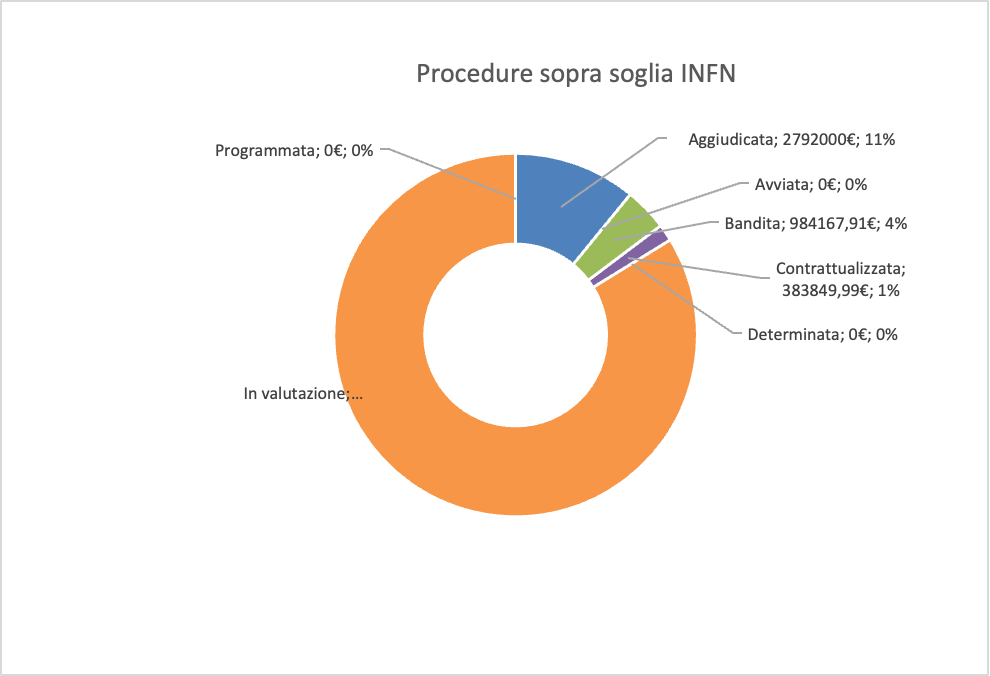 Procedure sopra soglia INFN
Programmata; 0€; 0%
Aggiudicata; 2792000€; 11%
Avviata; 0€; 0%
Bandita; 984167,91€; 4%
Contrattualizzata;
383849,99€; 1%
Determinata; 0€; 0%
In valutazione;...